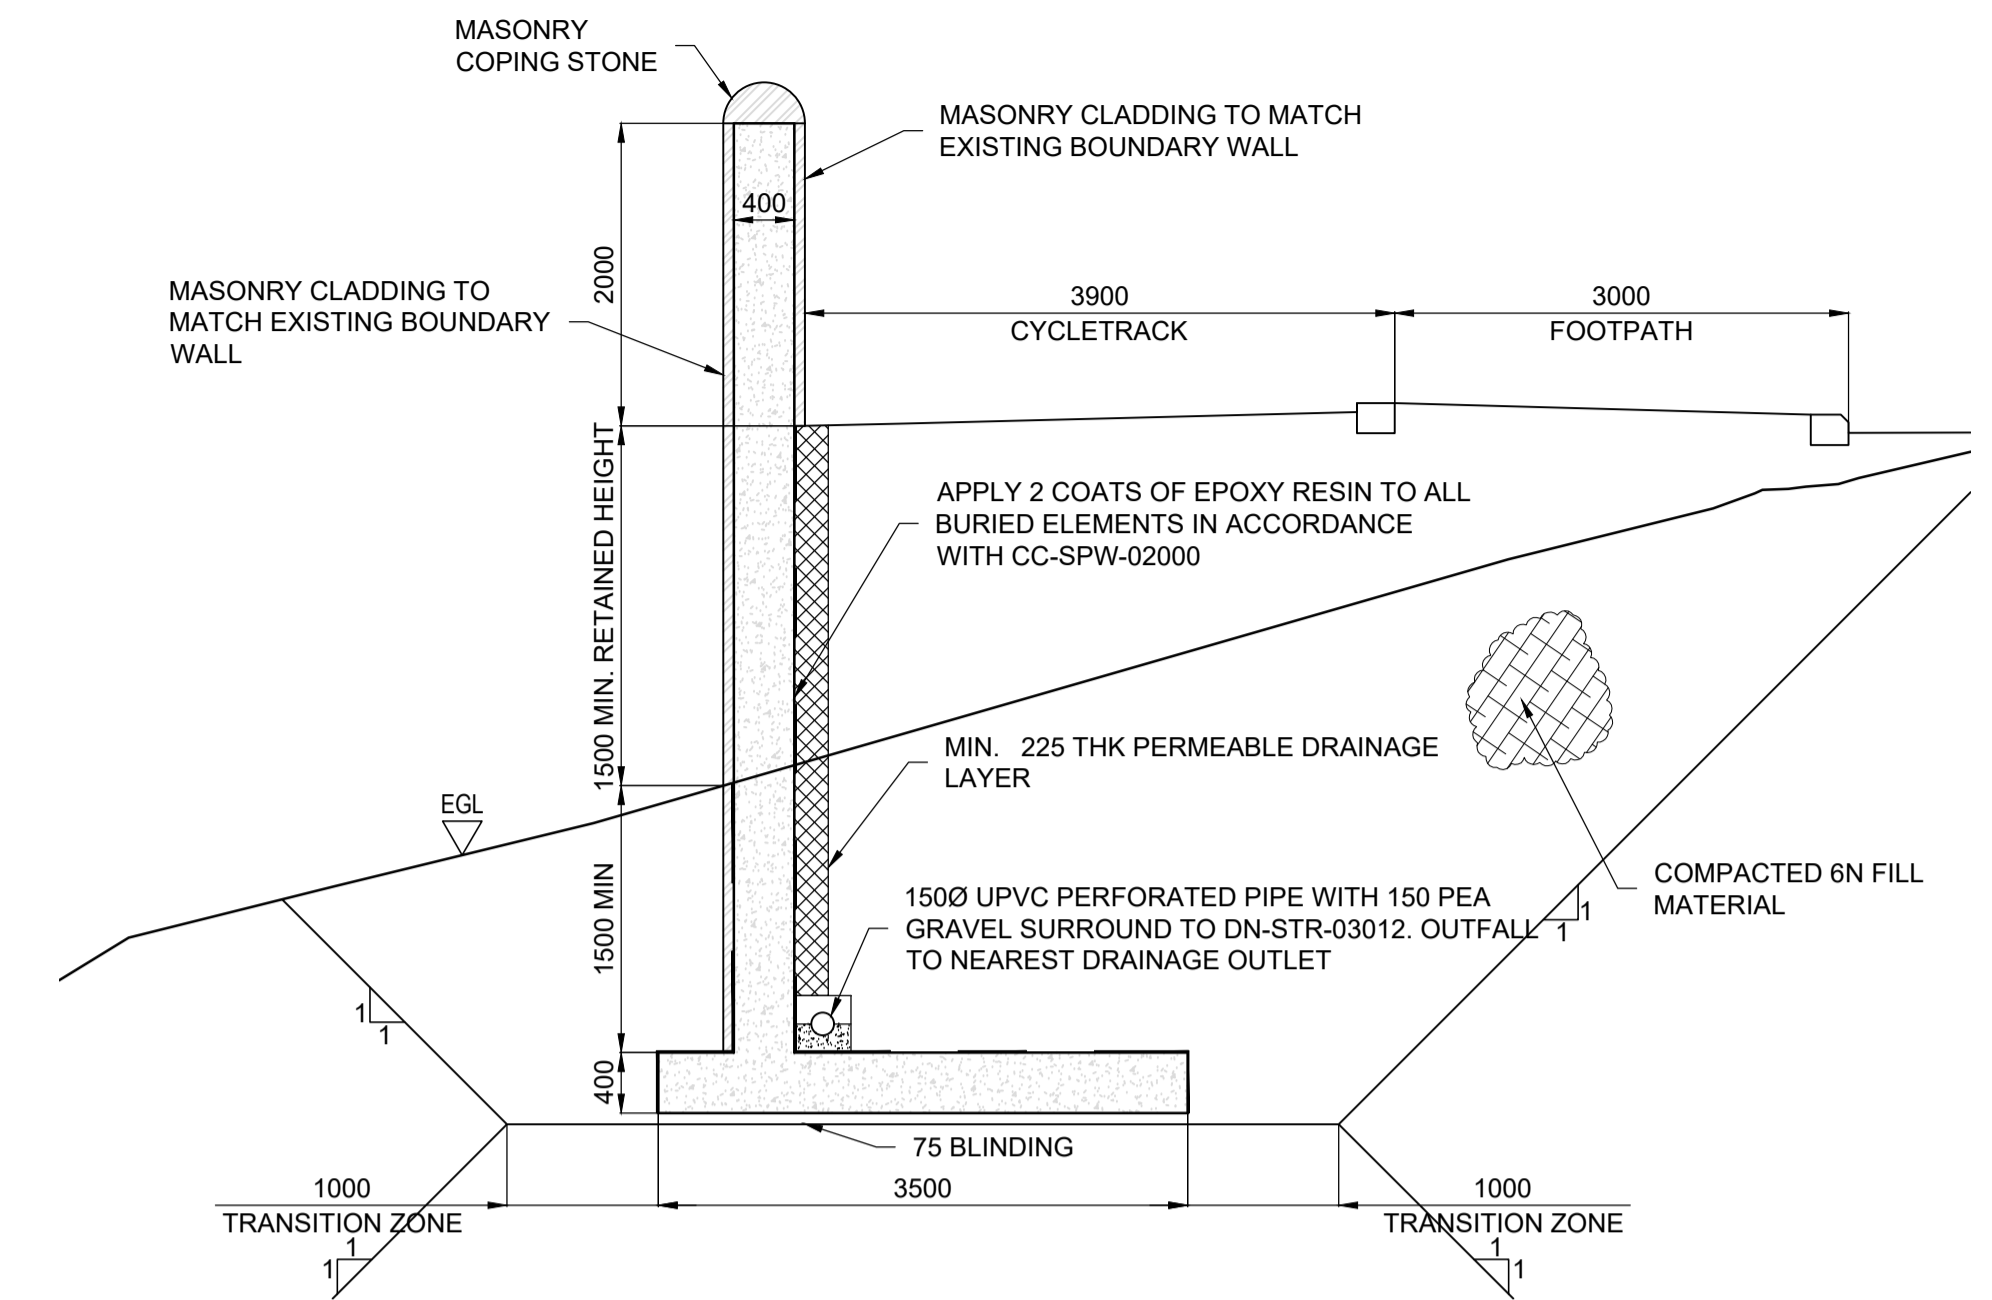 MASONRY
COPING STONE
MASONRY CLADDING TO MATCH
EXISTING BOUNDARY WALL
400
2000
MASONRY CLADDING TO
MATCH EXISTING BOUNDARY
WALL
3900
CYCLETRACK
3000
FOOTPATH
1500 MIN. RETAINED HEIGHT
APPLY 2 COATS OF EPOXY RESIN TO ALL
BURIED ELEMENTS IN ACCORDANCE
WITH CC-SPW-02000
MIN. 225 THK PERMEABLE DRAINAGE
LAYER
EGL
1500 MIN
150Ø UPVC PERFORATED PIPE WITH 150 PEA
GRAVEL SURROUND TO DN-STR-03012. OUTFALL
TO NEAREST DRAINAGE OUTLET
COMPACTED 6N FILL
MATERIAL
1
1
1
1
400
75 BLINDING
1000
TRANSITION ZONE
3500
1000
TRANSITION ZONE
1
1
1
1